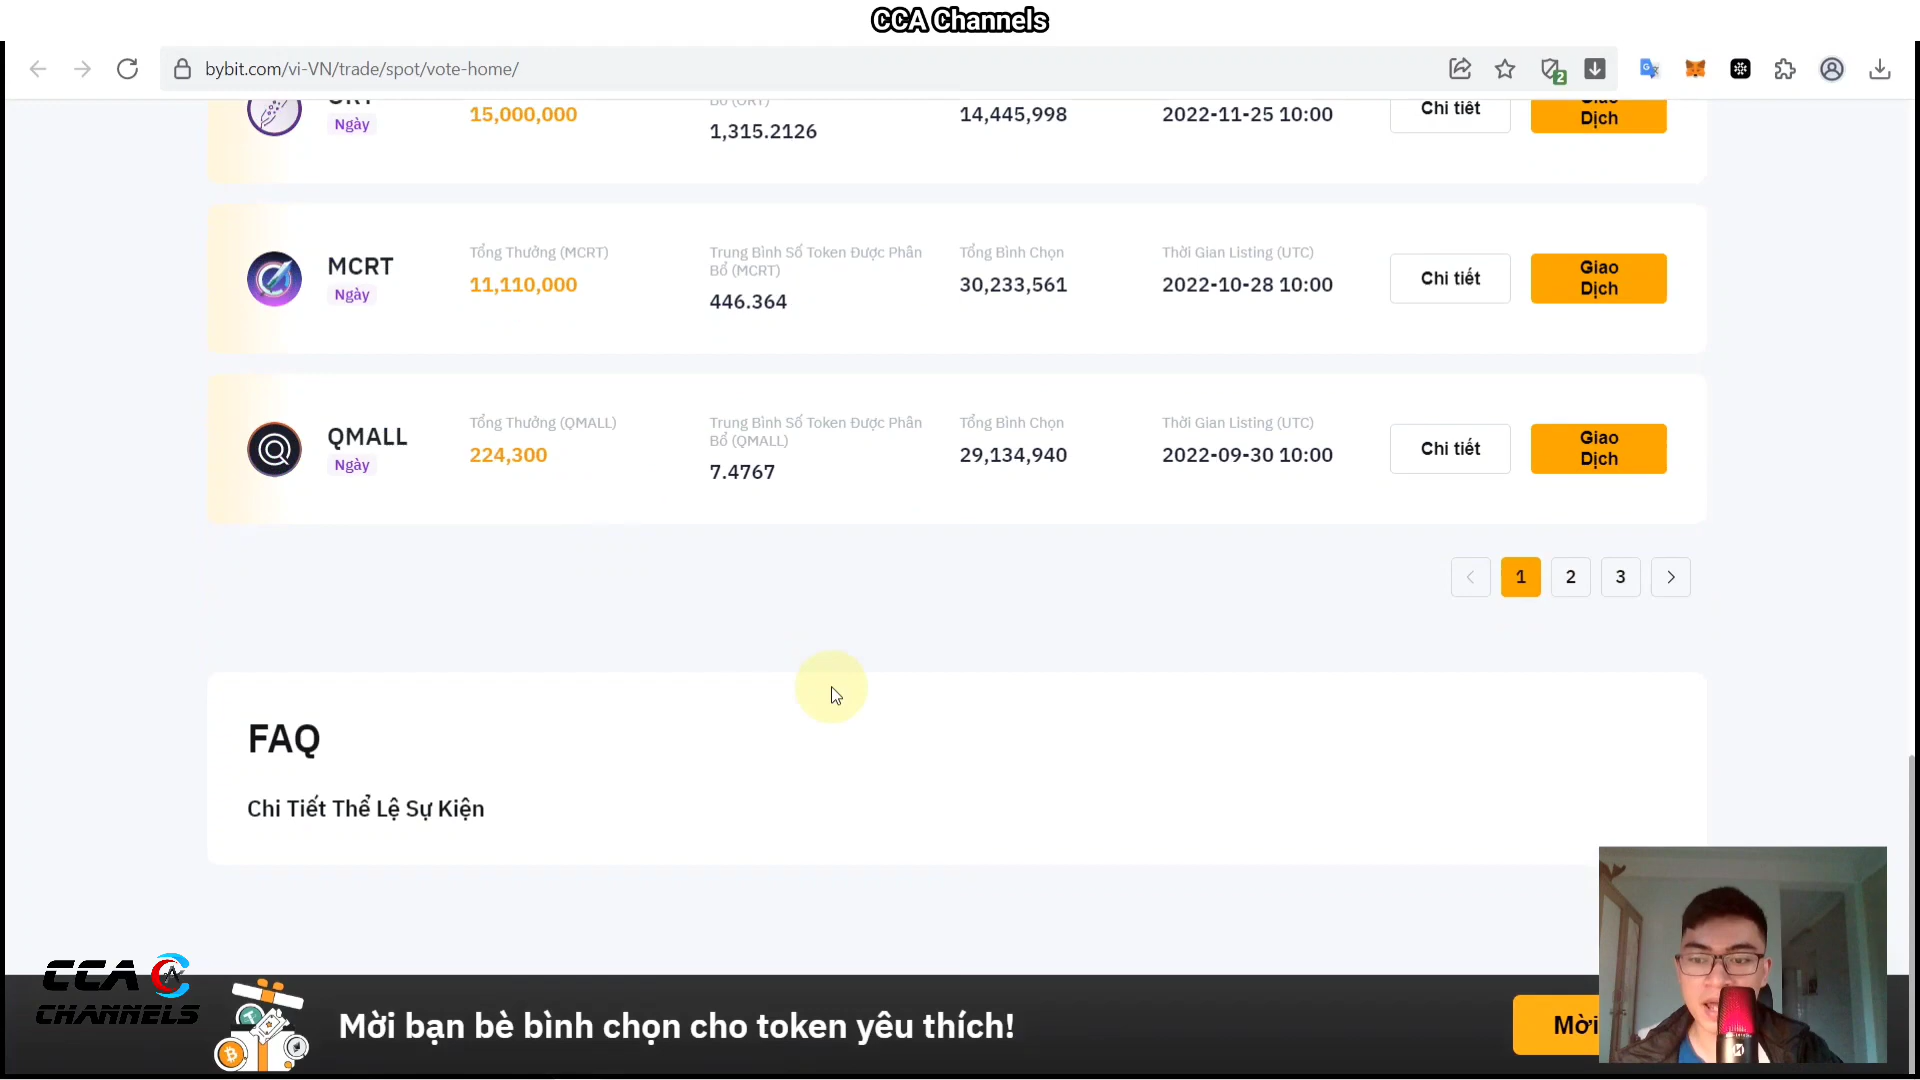 CCA Channels
bybit.com/vi-VN/trade/spot/vote-home/
2
Ngày
15,000,000
1,315.2126
14,445,998
2022-11-25 10:00
Chi tiết
Giao
Dịch
MCRT
Ngày
Tổng Thưởng (MCRT)
11,110,000
Trung Bình Số Token Được Phân
Bổ (MCRT)
446.364
Tổng Bình Chọn
30,233,561
Thời Gian Listing (UTC)
2022-10-28 10:00
Chi tiết
Giao
Dịch
QMALL
Ngày
Tổng Thưởng (QMALL)
224,300
Trung Bình Số Token Được Phân
Bổ (QMALL)
7.4767
Tổng Bình Chọn
29,134,940
Thời Gian Listing (UTC)
2022-09-30 10:00
Chi tiết
Giao
Dịch
1
2
3
FAQ
Chi Tiết Thể Lệ Sự Kiện
CCA
CHANNELS
Mời bạn bè bình chọn cho token yêu thích!
Mời